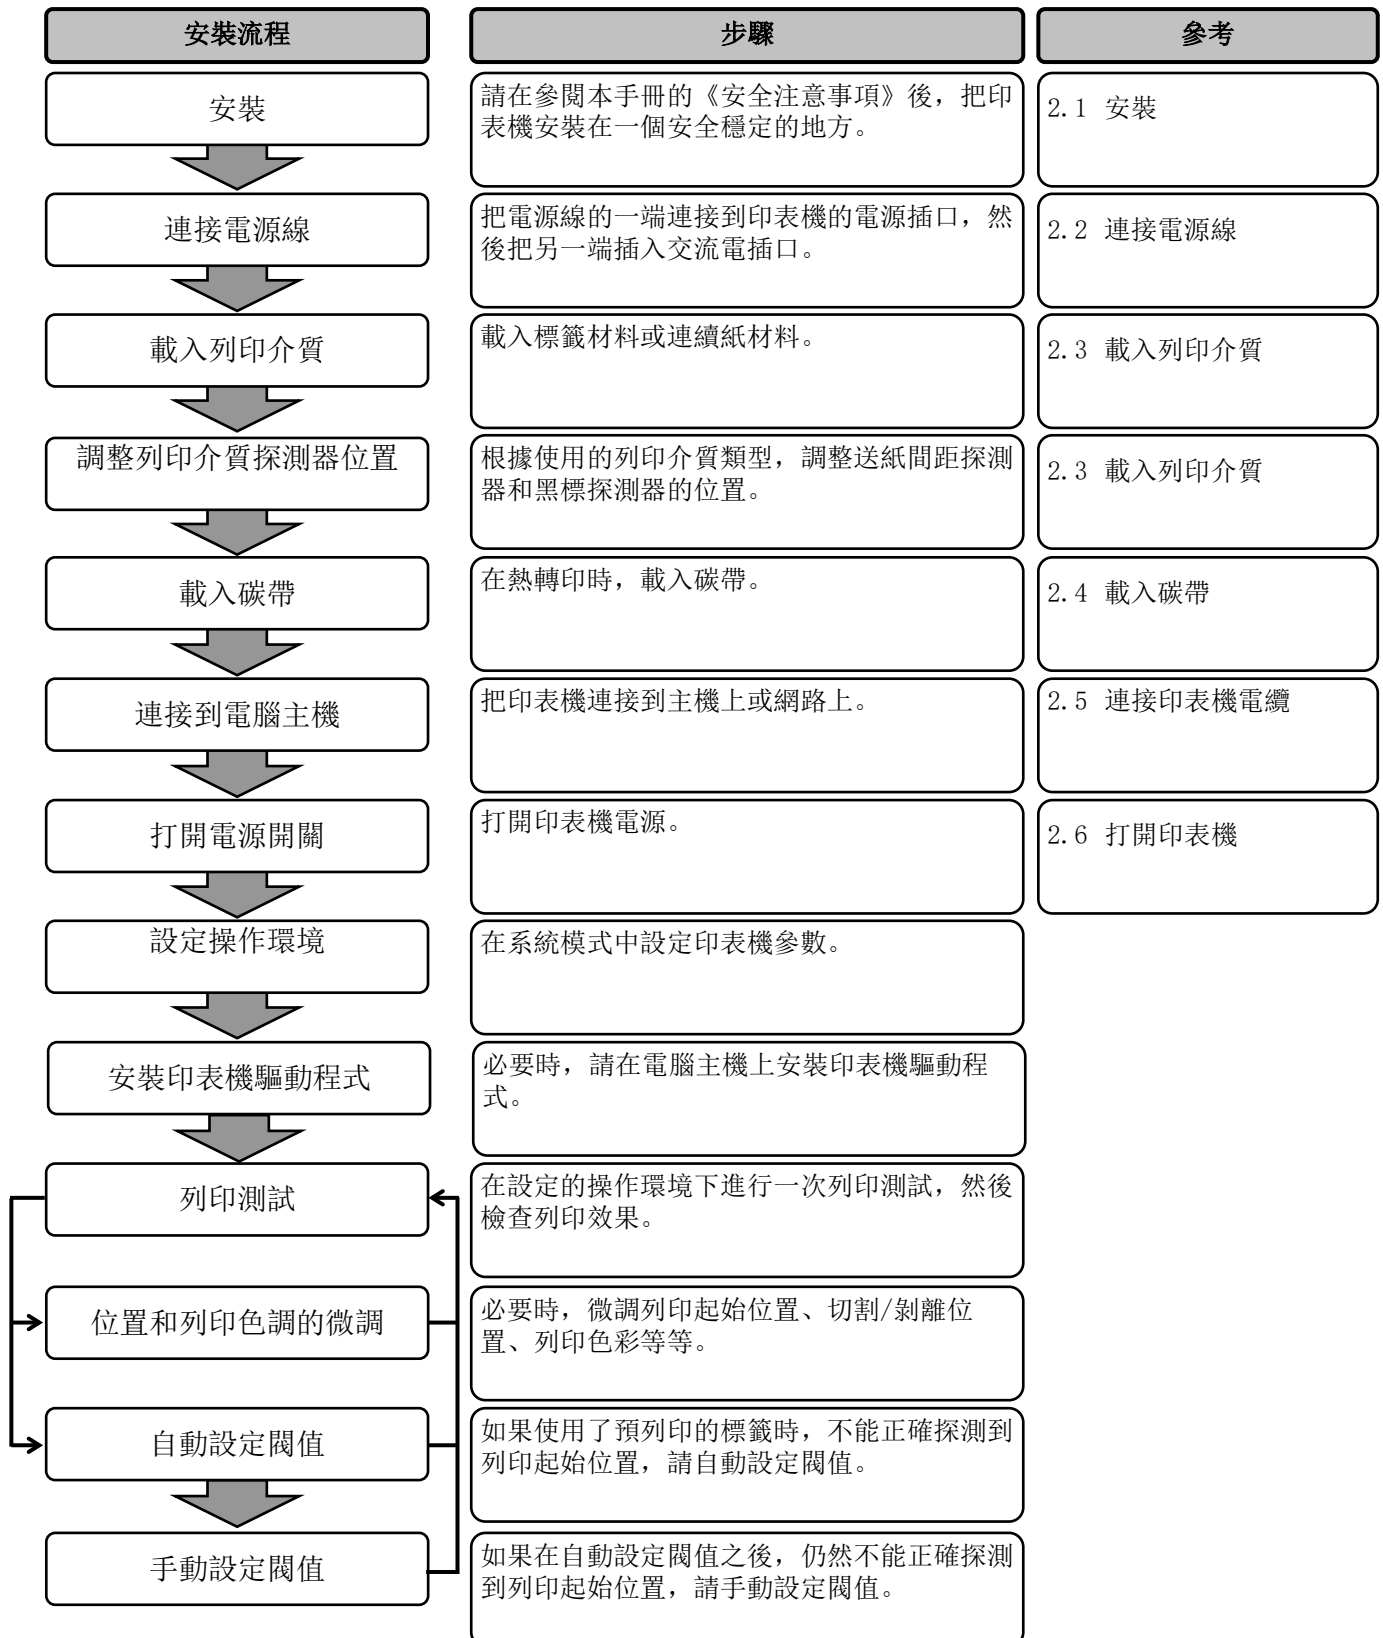 安裝流程
步驟
參考
安裝
請在參閱本手冊的《安全注意事項》後，把印
表機安裝在一個安全穩定的地方。
2.1 安裝
連接電源線
把電源線的一端連接到印表機的電源插口，然
後把另一端插入交流電插口。
2.2 連接電源線
載入列印介質
載入標籤材料或連續紙材料。
2.3 載入列印介質
調整列印介質探測器位置
根據使用的列印介質類型，調整送紙間距探測
器和黑標探測器的位置。
2.3 載入列印介質
載入碳帶
在熱轉印時，載入碳帶。
2.4 載入碳帶
連接到電腦主機
把印表機連接到主機上或網路上。
2.5 連接印表機電纜
打開電源開關
打開印表機電源。
2.6 打開印表機
設定操作環境
在系統模式中設定印表機參數。
安裝印表機驅動程式
必要時，請在電腦主機上安裝印表機驅動程
式。
列印測試
在設定的操作環境下進行一次列印測試，然後
檢查列印效果。
位置和列印色調的微調
必要時，微調列印起始位置、切割/剝離位
置、列印色彩等等。
自動設定閥值
如果使用了預列印的標籤時，不能正確探測到
列印起始位置，請自動設定閥值。
手動設定閥值
如果在自動設定閥值之後，仍然不能正確探測
到列印起始位置，請手動設定閥值。